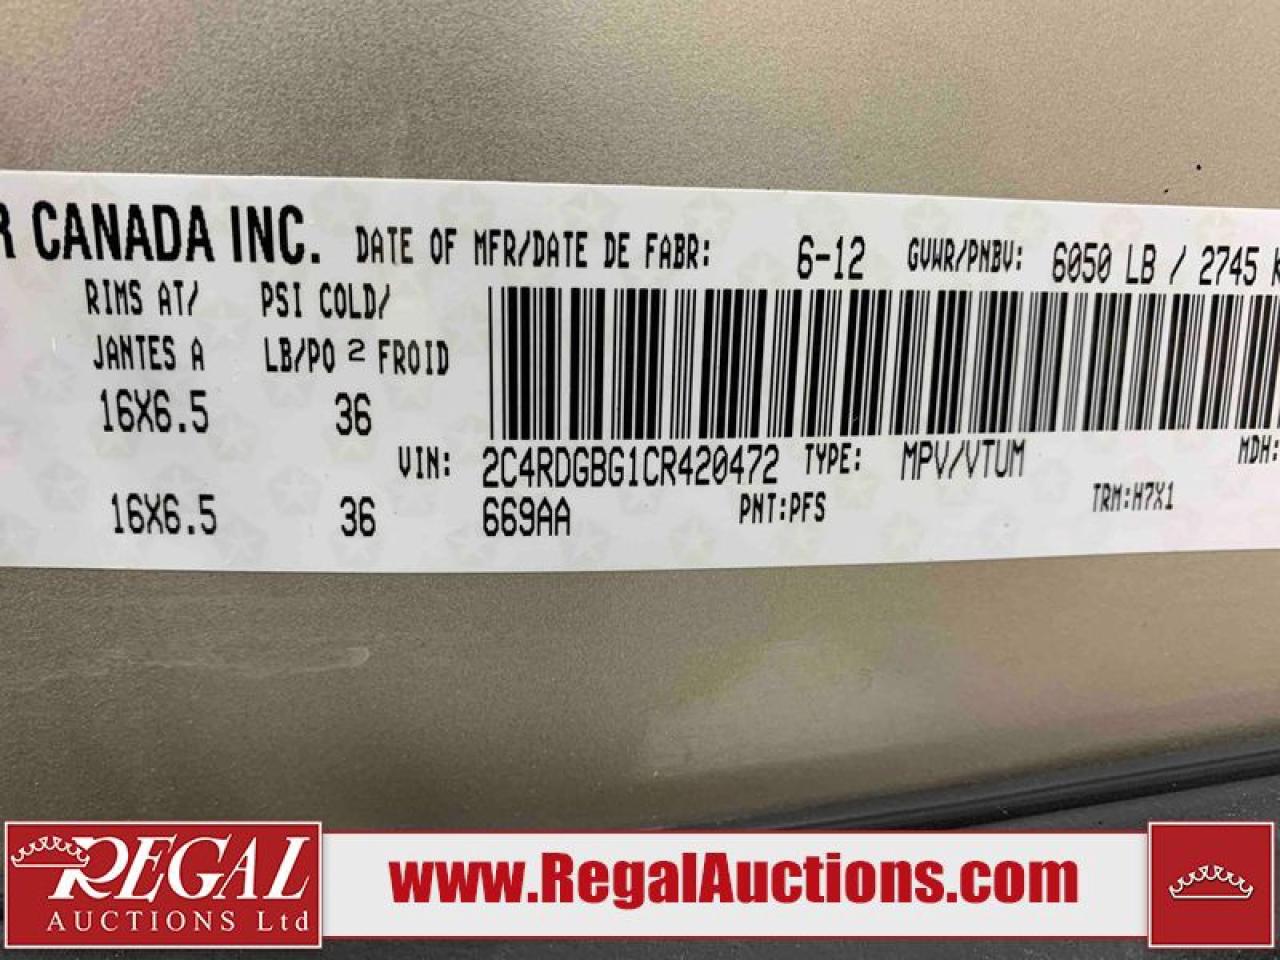 R CANADA INC. DATE OF MFR/DATE DE FABR: 6-12 GVWR/PNBV: 6050 LB / 2745 K
RIMS AT/ PSI COLD/
JANTES A LB/PO 2 FROID
16X6.5 36
VIN: 2C4RDGBG1CR420472 TYPE: MPV/VTUM MDH:
16X6.5 36 669AA PNT:PFS TRM:H7X1
REGAL
AUCTIONS Ltd
www.RegalAuctions.com